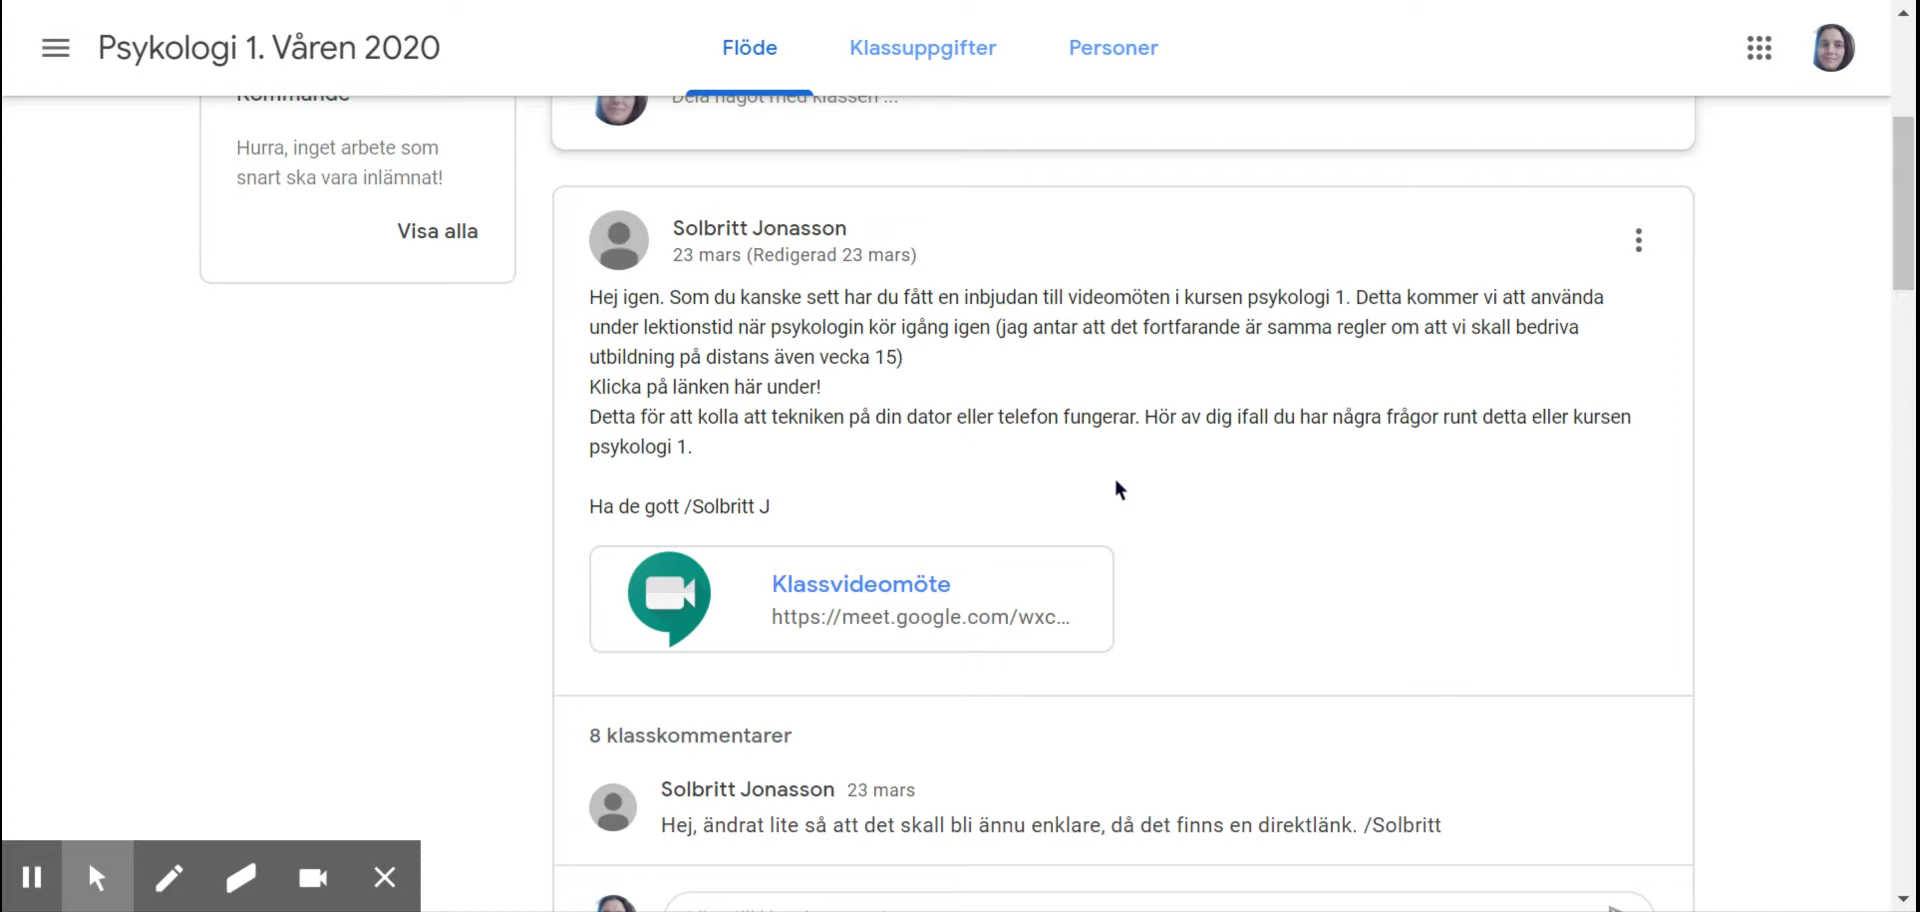 Psykologi 1. Våren 2020
Flöde
Klassuppgifter
Personer
Kommande
Hurra, inget arbete som
snart ska vara inlämnat!
Visa alla
Dela något med klassen ...
Solbritt Jonasson
23 mars (Redigerad 23 mars)
Hej igen. Som du kanske sett har du fått en inbjudan till videomöten i kursen psykologi 1. Detta kommer vi att använda
under lektionstid när psykologin kör igång igen (jag antar att det fortfarande är samma regler om att vi skall bedriva
utbildning på distans även vecka 15)
Klicka på länken här under!
Detta för att kolla att tekniken på din dator eller telefon fungerar. Hör av dig ifall du har några frågor runt detta eller kursen
psykologi 1.
Ha de gott /Solbritt J
Klassvideomöte
https://meet.google.com/wxc...
8 klasskommentarer
Solbritt Jonasson 23 mars
Hej, ändrat lite så att det skall bli ännu enklare, då det finns en direktlänk. /Solbritt